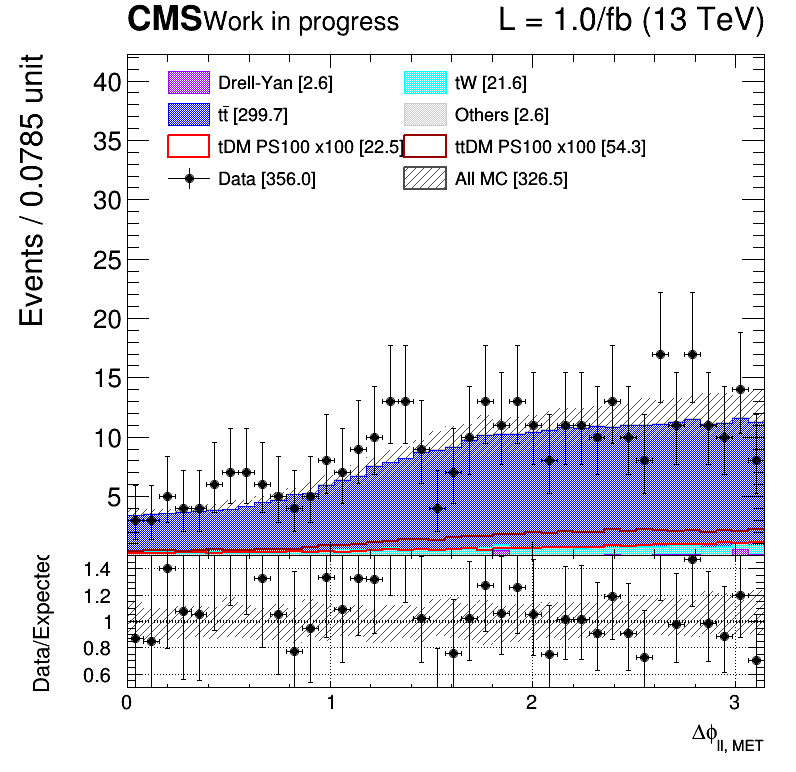 CMS Work in progress L = 1.0/fb (13 TeV)
Events / 0.0785 unit
40
35
30
25
20
15
10
5
Drell-Yan [2.6] tW [21.6]
tt̄ [299.7] Others [2.6]
tDM PS100 x100 [22.5] ttDM PS100 x100 [54.3]
Data [356.0] All MC [326.5]
Data/Expected
1.4
1.2
1
0.8
0.6
0 1 2 3
Δϕll, MET